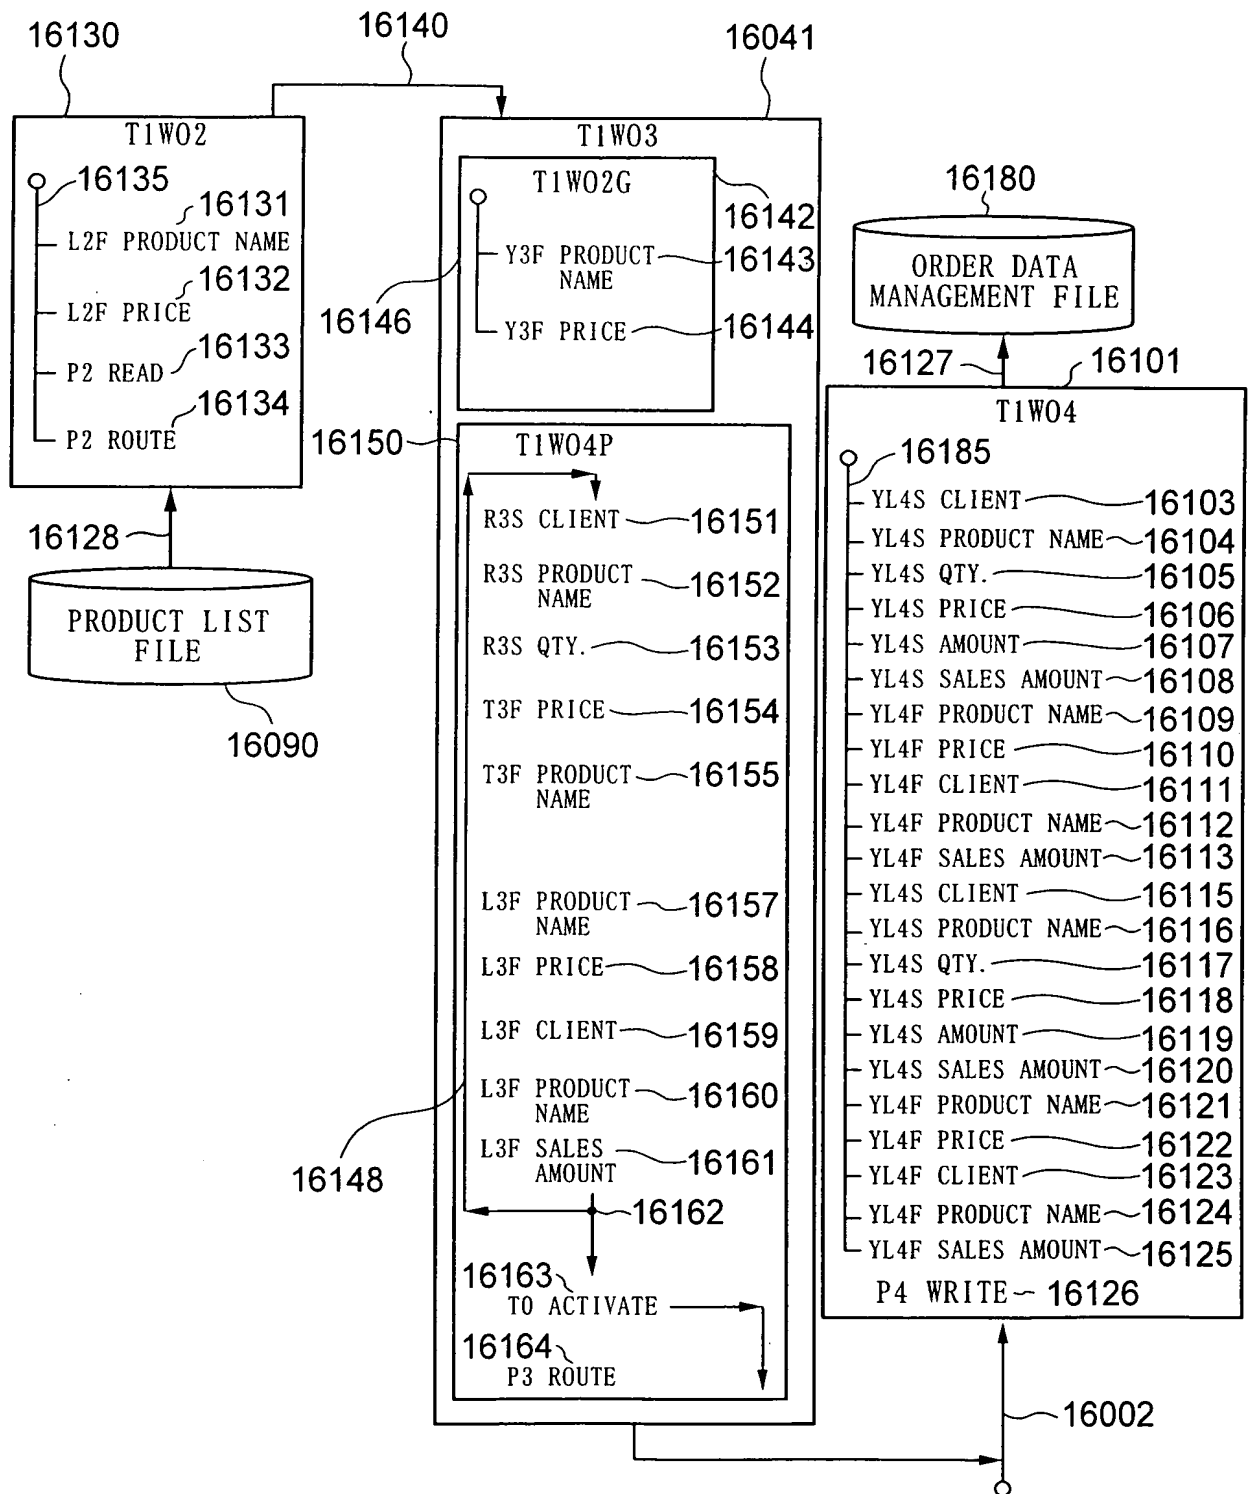 16130
16140
16041
T1W02
16135
16131
L2F PRODUCT NAME
16132
L2F PRICE
16133
P2 READ
16134
P2 ROUTE
16128
PRODUCT LIST
FILE
16090
T1W03
T1W02G
16142
Y3F PRODUCT
NAME
16143
16146
Y3F PRICE
16144
16150
T1W04P
R3S CLIENT
16151
R3S PRODUCT
NAME
16152
R3S QTY.
16153
T3F PRICE
16154
T3F PRODUCT
NAME
16155
L3F PRODUCT
NAME
16157
L3F PRICE
16158
L3F CLIENT
16159
L3F PRODUCT
NAME
16160
L3F SALES
AMOUNT
16161
16148
16162
16163
TO ACTIVATE
16164
P3 ROUTE
16180
ORDER DATA
MANAGEMENT FILE
16127
16101
T1W04
16185
YL4S CLIENT 16103
YL4S PRODUCT NAME 16104
YL4S QTY. 16105
YL4S PRICE 16106
YL4S AMOUNT 16107
YL4S SALES AMOUNT 16108
YL4F PRODUCT NAME 16109
YL4F PRICE 16110
YL4F CLIENT 16111
YL4F PRODUCT NAME 16112
YL4F SALES AMOUNT 16113
YL4S CLIENT 16115
YL4S PRODUCT NAME 16116
YL4S QTY. 16117
YL4S PRICE 16118
YL4S AMOUNT 16119
YL4S SALES AMOUNT 16120
YL4F PRODUCT NAME 16121
YL4F PRICE 16122
YL4F CLIENT 16123
YL4F PRODUCT NAME 16124
YL4F SALES AMOUNT 16125
P4 WRITE 16126
16002